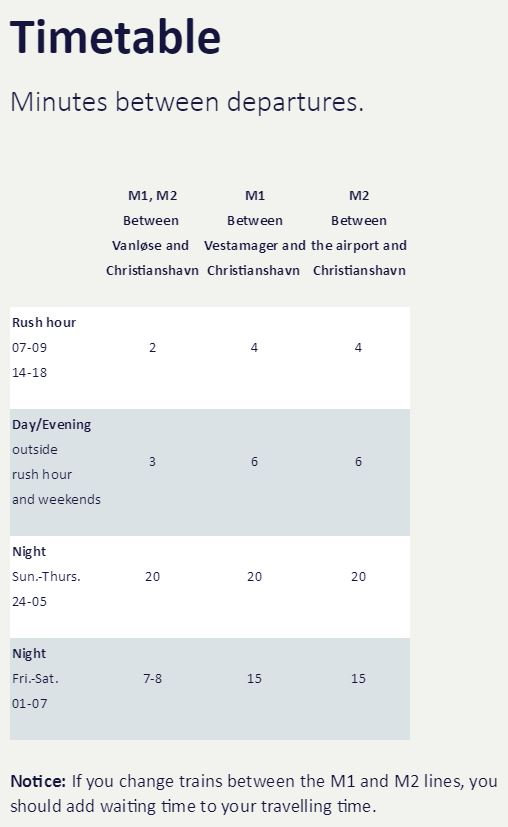 Timetable
Minutes between departures.
M1, M2 M1 M2
Between Between Between
Vanløse and Vestamager and the airport and
Christianshavn Christianshavn Christianshavn
Rush hour
07-09 2 4 4
14-18
Day/Evening
outside
3 6 6
rush hour
and weekends
Night
Sun.-Thurs. 20 20 20
24-05
Night
Fri.-Sat. 7-8 15 15
01-07
Notice: If you change trains between the M1 and M2 lines, you
should add waiting time to your travelling time.